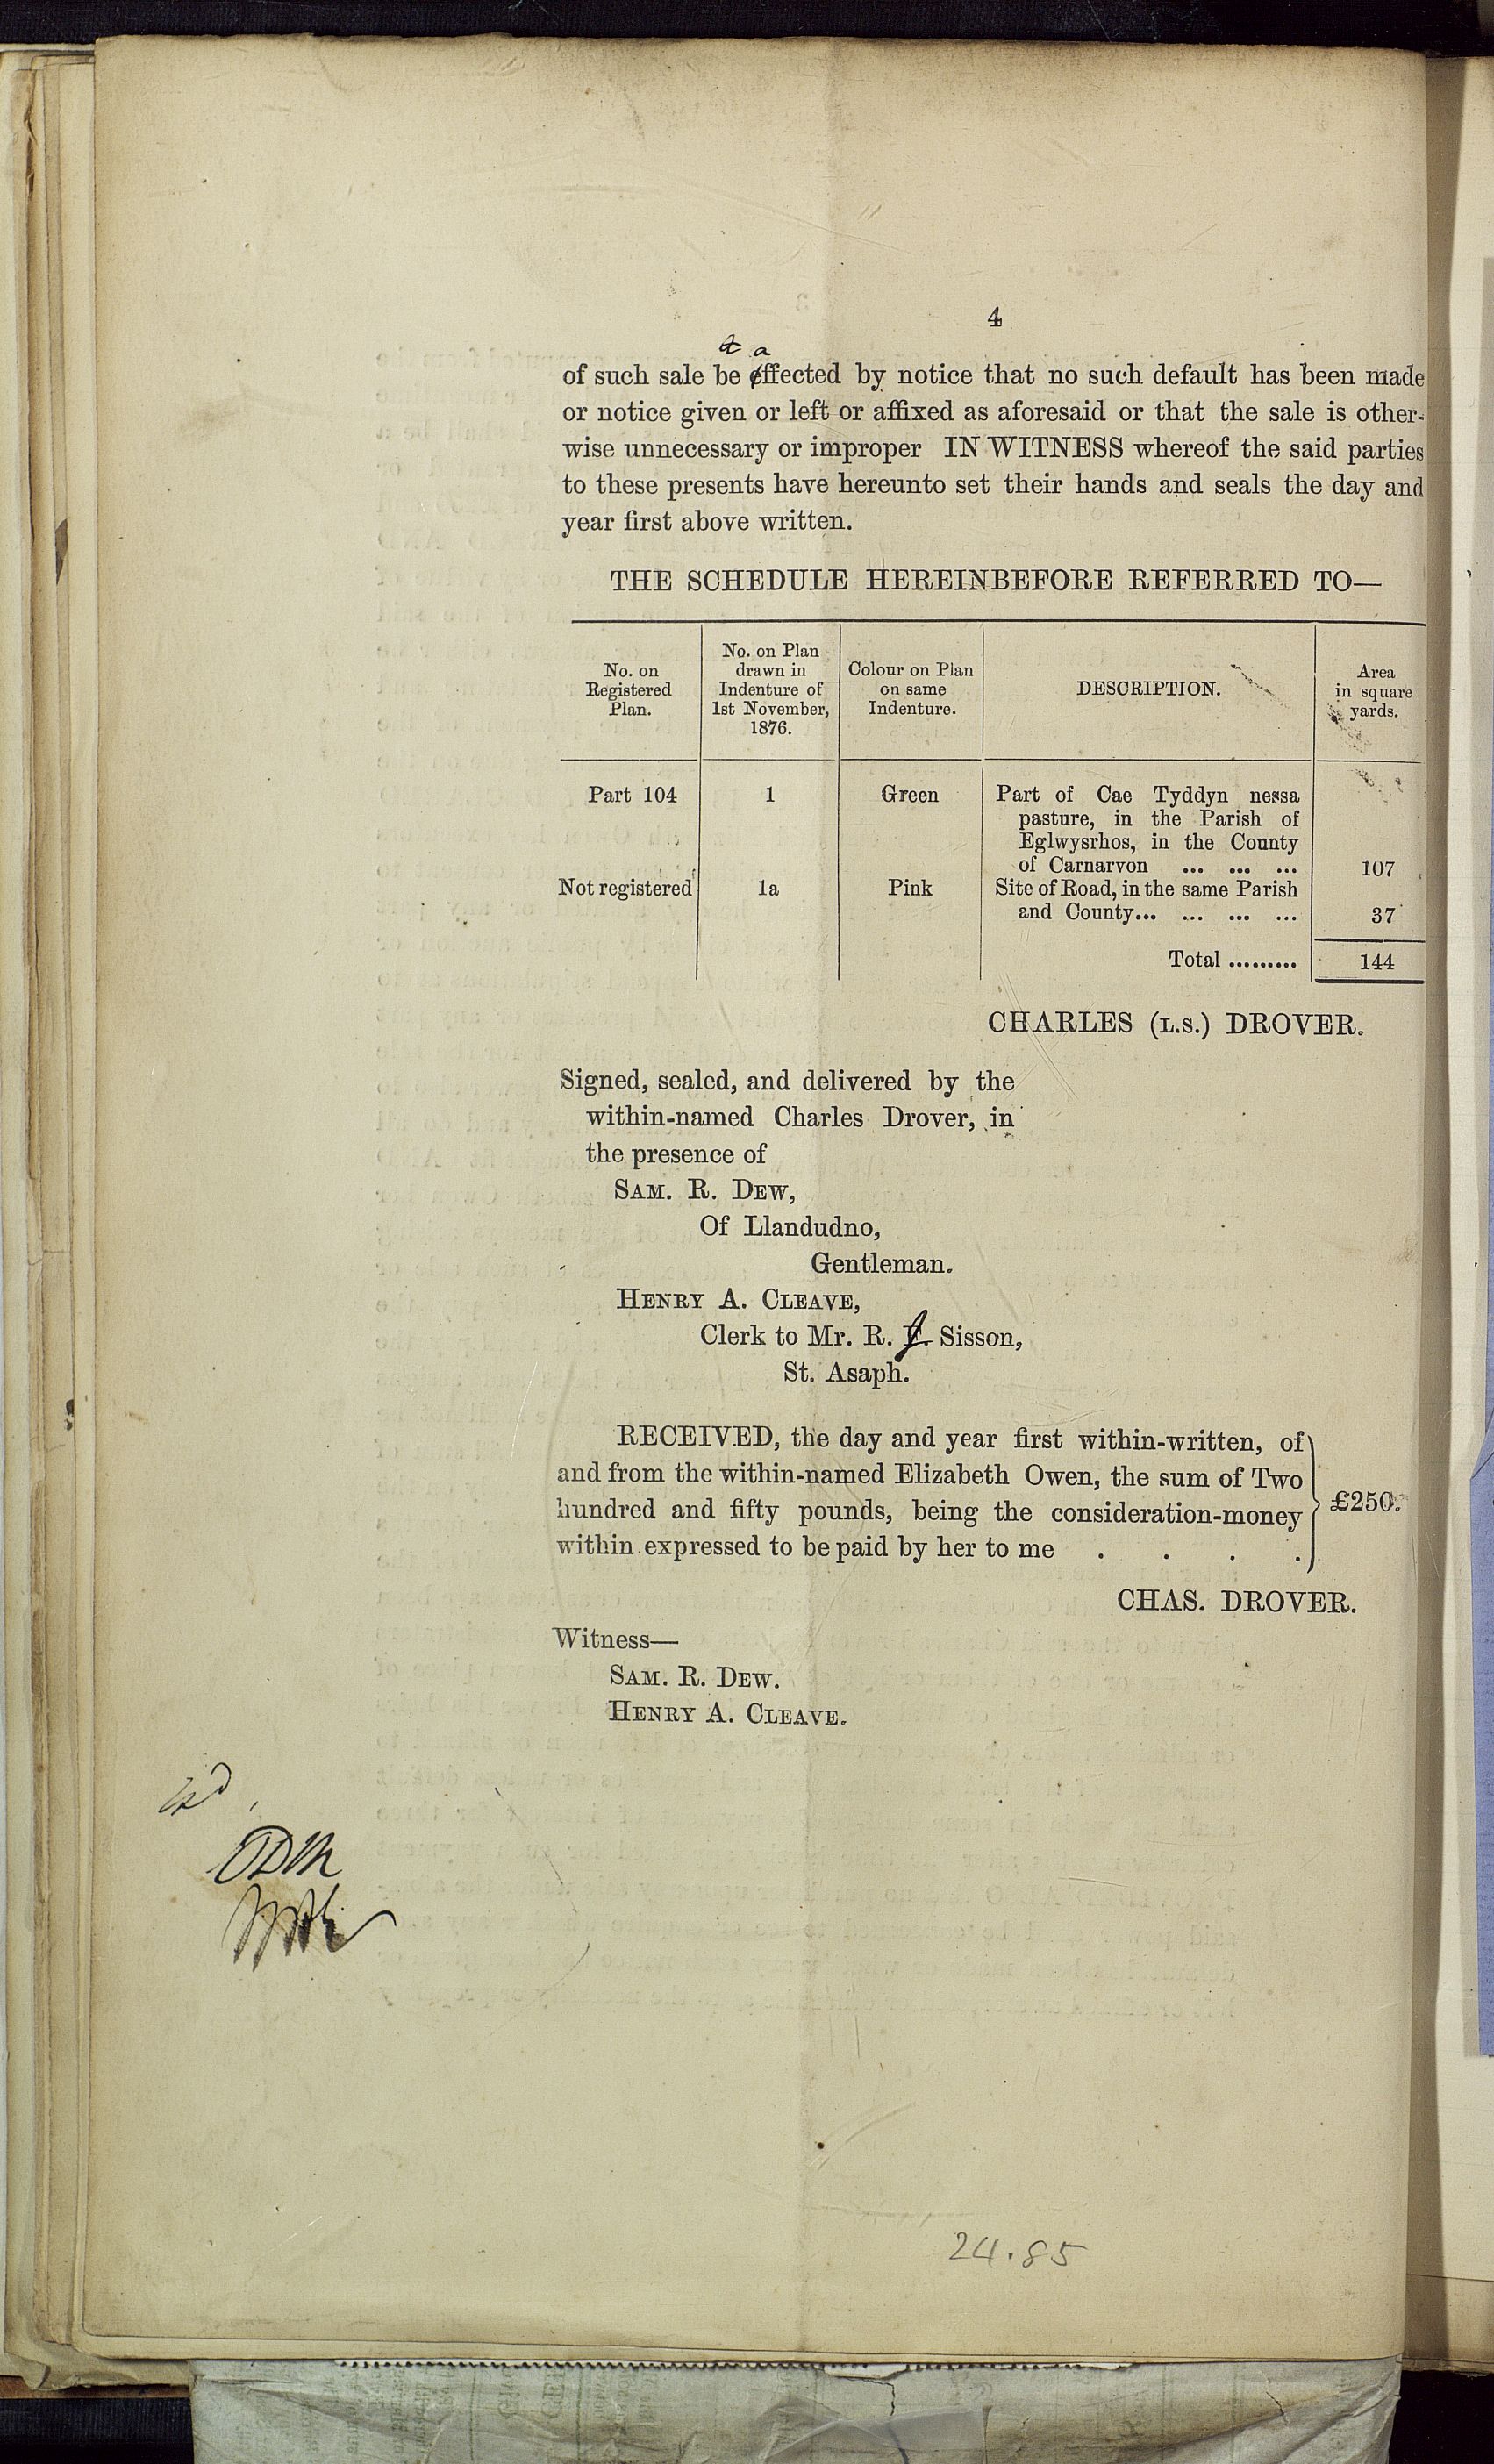 4
a
of such sale be effected by notice that no such default has been made
or notice given or left or affixed as aforesaid or that the sale is other-
wise unnecessary or improper IN WITNESS whereof the said parties
to these presents have hereunto set their hands and seals the day and
year first above written.
THE SCHEDULE HEREINBEFORE REFERRED TO—
No. on Registered Plan.
No. on Plan drawn in Indenture of 1st November, 1876.
Colour on Plan on same Indenture.
DESCRIPTION.
Area in square yards.
Part 104 1 Green Part of Cae Tyddyn nessa
pasture, in the Parish of
Eglwysrhos, in the County
of Carnarvon ... ... ... 107
Not registered 1a Pink Site of Road, in the same Parish
and County... ... ... ... 37
Total ......... 144
CHARLES (L.S.) DROVER.
Signed, sealed, and delivered by the
within-named Charles Drover, in
the presence of
SAM. R. DEW,
Of Llandudno,
Gentleman.
HENRY A. CLEAVE,
Clerk to Mr. R. J. Sisson,
St. Asaph.
RECEIVED, the day and year first within-written, of
and from the within-named Elizabeth Owen, the sum of Two
hundred and fifty pounds, being the consideration-money
within expressed to be paid by her to me . . . .
£250.
CHAS. DROVER.
Witness—
SAM. R. DEW.
HENRY A. CLEAVE.
24.85